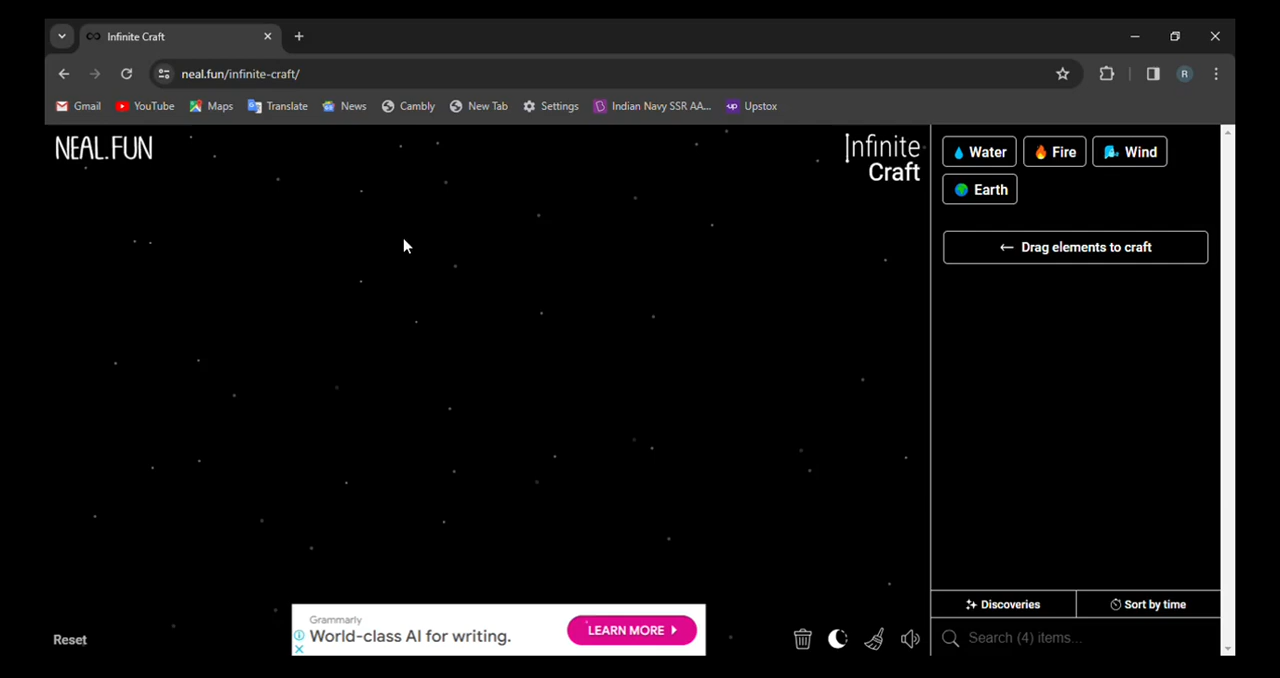 Infinite Craft
neal.fun/infinite-craft/
R
Gmail YouTube Maps Translate News Cambly New Tab Settings Indian Navy SSR AA... Upstox
NEAL.FUN
Infinite
Craft
Water Fire Wind
Earth
← Drag elements to craft
Discoveries Sort by time
Search (4) items...
Reset
Grammarly
World-class AI for writing.
LEARN MORE